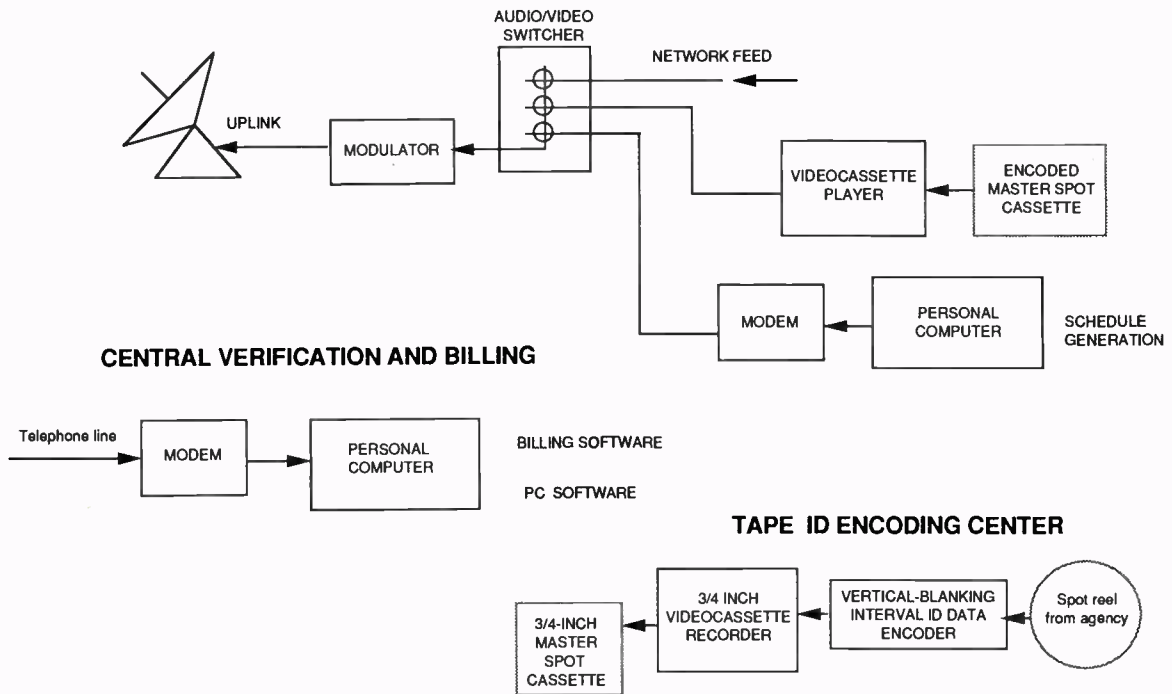 AUDIO/VIDEO
SWITCHER
NETWORK FEED
UPLINK
MODULATOR
VIDEOCASSETTE
PLAYER
ENCODED
MASTER SPOT
CASSETTE
MODEM
PERSONAL
COMPUTER
SCHEDULE
GENERATION
CENTRAL VERIFICATION AND BILLING
Telephone line
MODEM
PERSONAL
COMPUTER
BILLING SOFTWARE
PC SOFTWARE
TAPE ID ENCODING CENTER
3/4-INCH
MASTER
SPOT
CASSETTE
3/4 INCH
VIDEOCASSETTE
RECORDER
VERTICAL-BLANKING
INTERVAL ID DATA
ENCODER
Spot reel
from agency